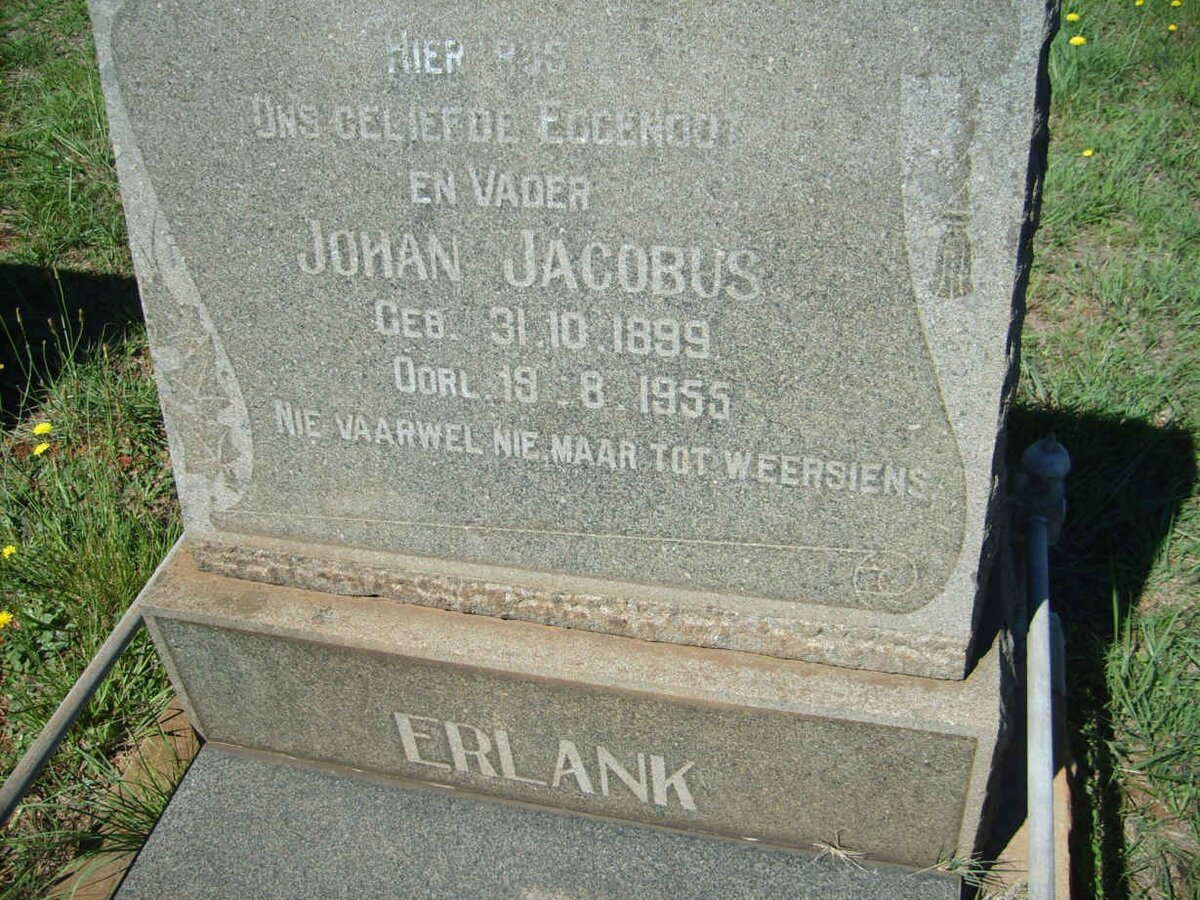 HIER RUS
ONS GELIEFDE EGGENOOT
EN VADER
JOHAN JACOBUS
GEB. 31.10.1899
OORL. 19-8-1955
NIE VAARWEL NIE MAAR TOT WEERSIENS.
ERLANK